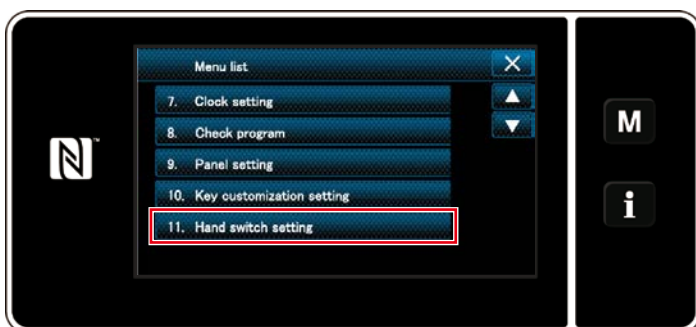 Menu list
7. Clock setting
8. Check program
9. Panel setting
10. Key customization setting
11. Hand switch setting
N
M
i